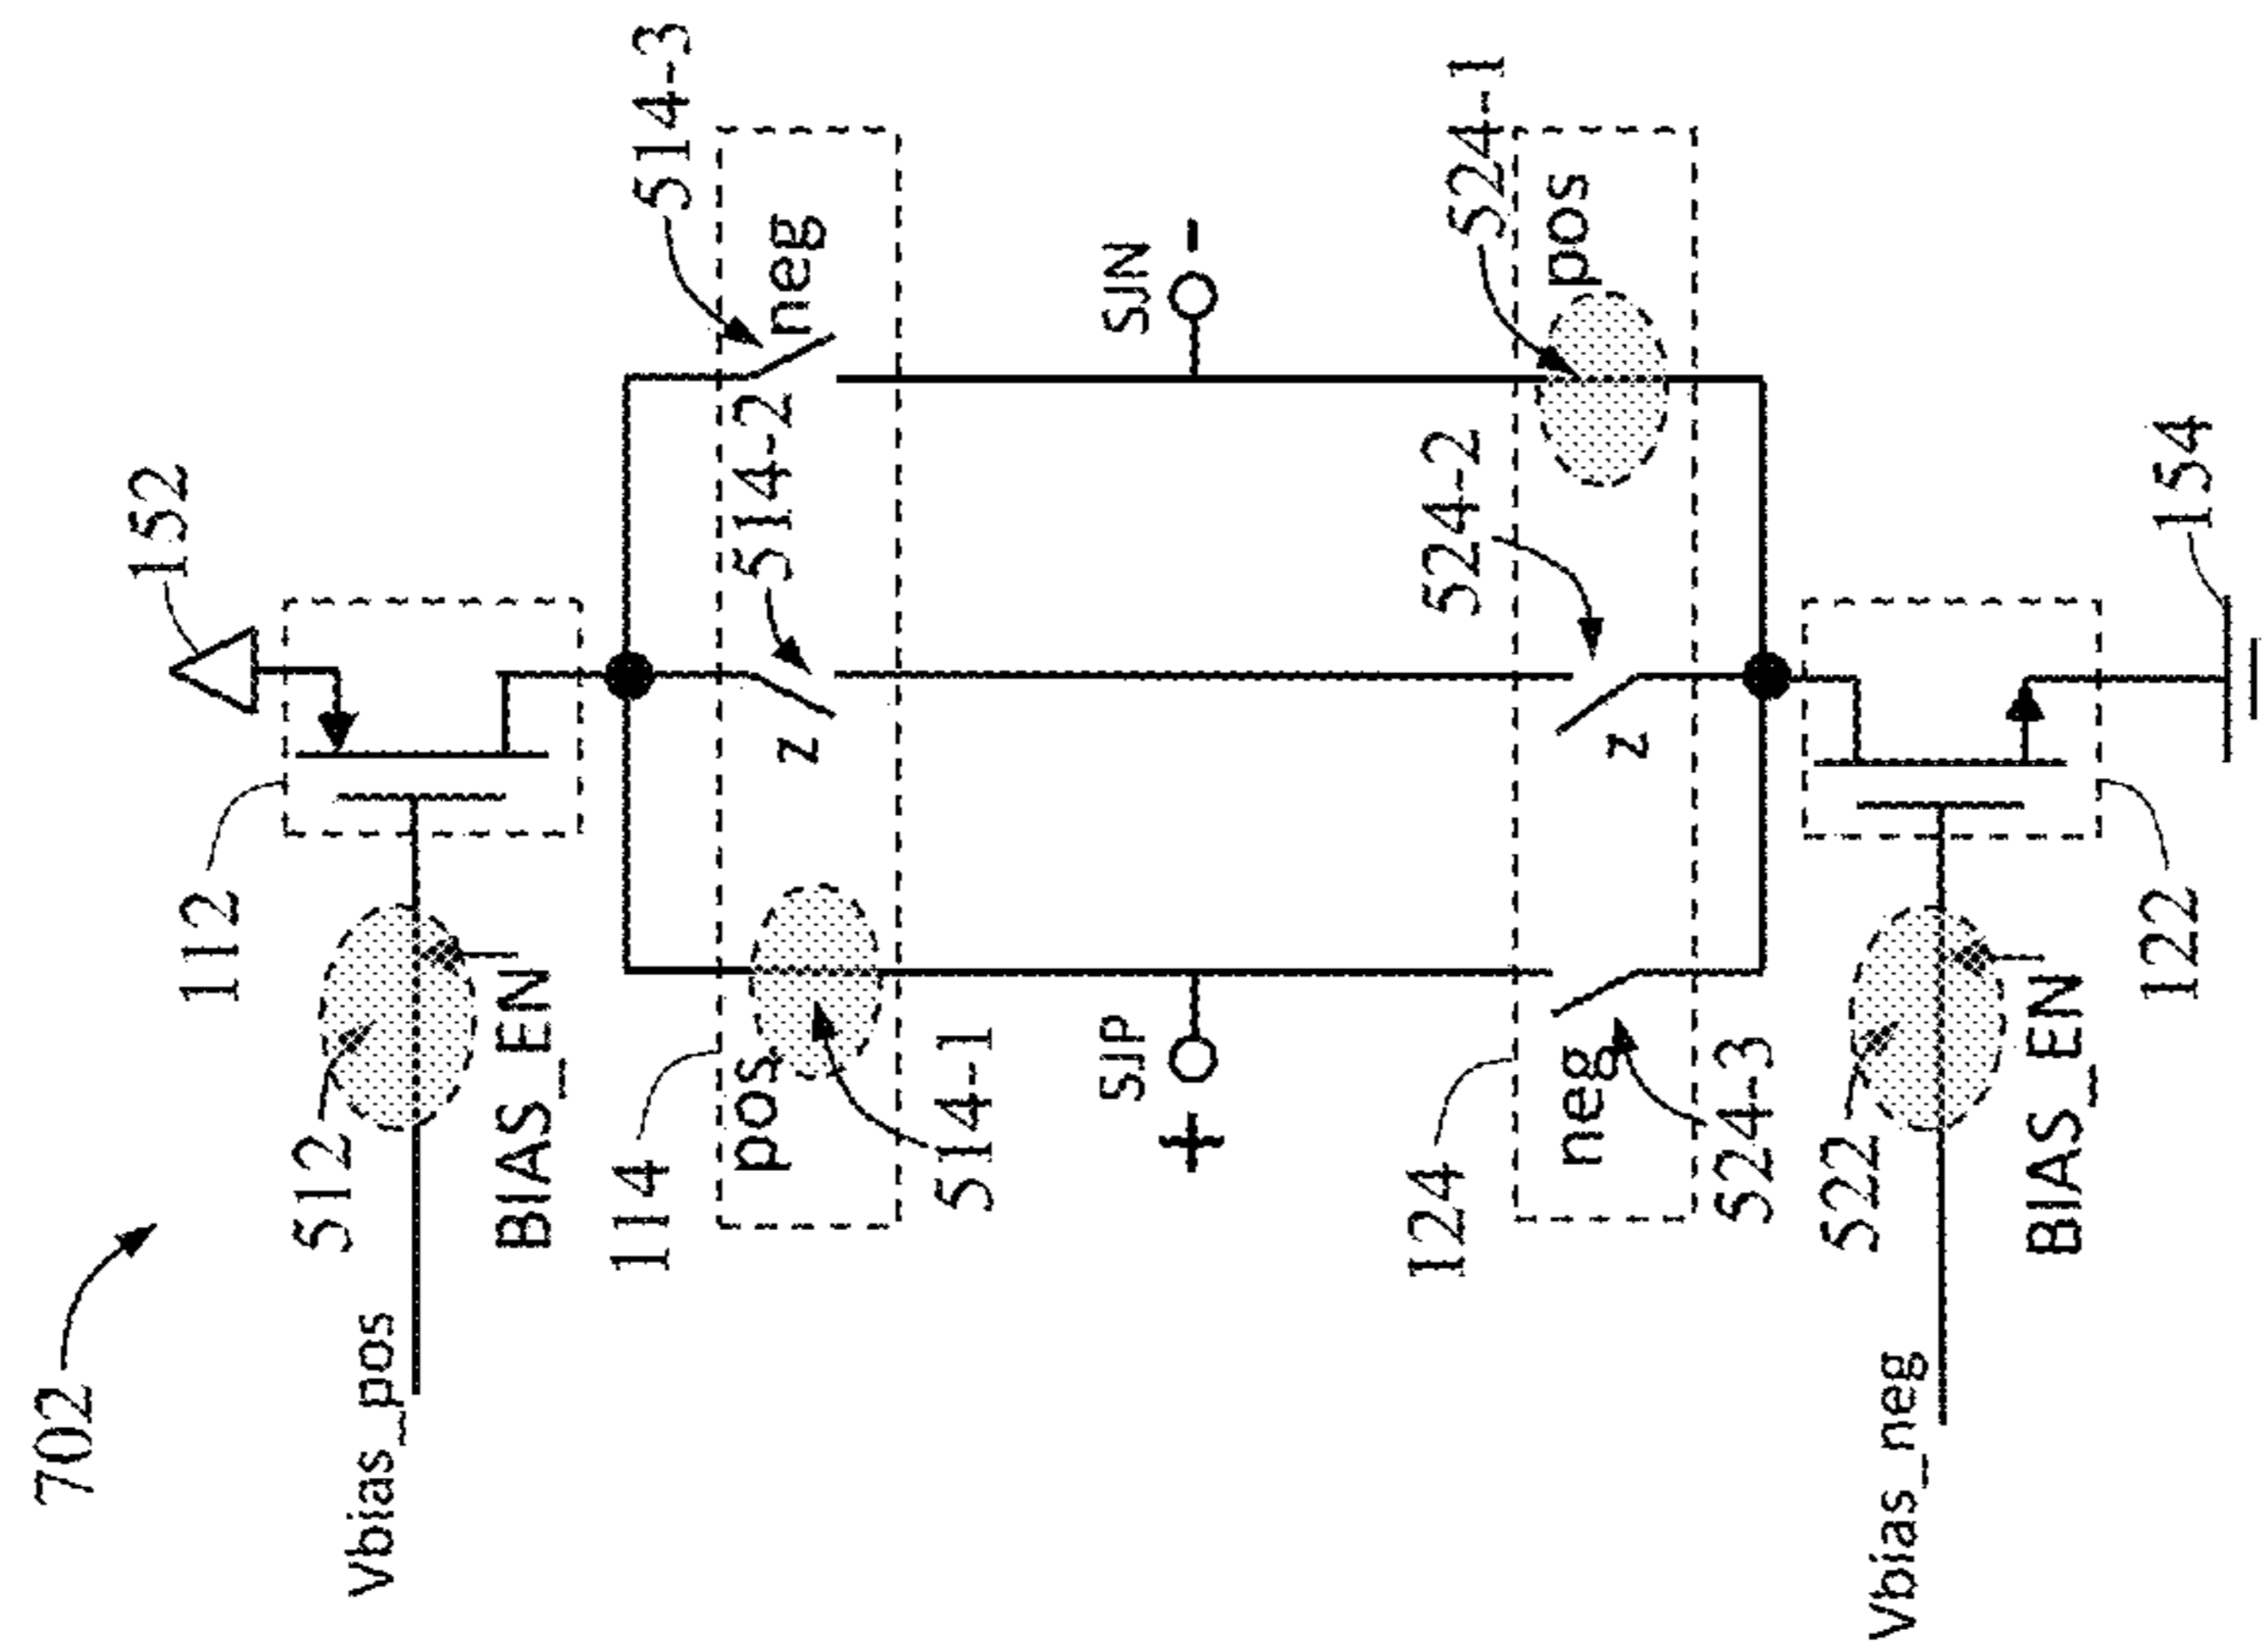 702
152
112
512
Vbias_pos
BIAS_EN
514-3
neg
514-2
z
114
pos
514-1
SJP
+
SJN
-
524-1
pos
524-2
z
124
neg
524-3
522
Vbias_neg
BIAS_EN
122
154